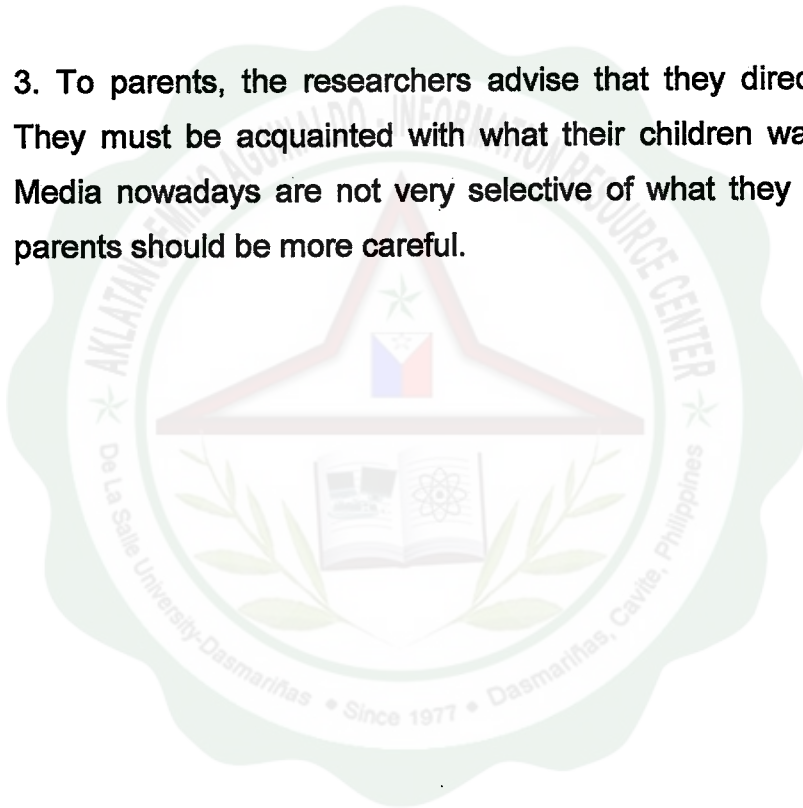 3. To parents, the researchers advise that they direc
They must be acquainted with what their children wa
Media nowadays are not very selective of what they
parents should be more careful.
AKLATANG EMILIO AGUINALDO - INFORMATION RESOURCE CENTER
De La Salle University-Dasmariñas • Since 1977 • Dasmariñas, Cavite, Philippines